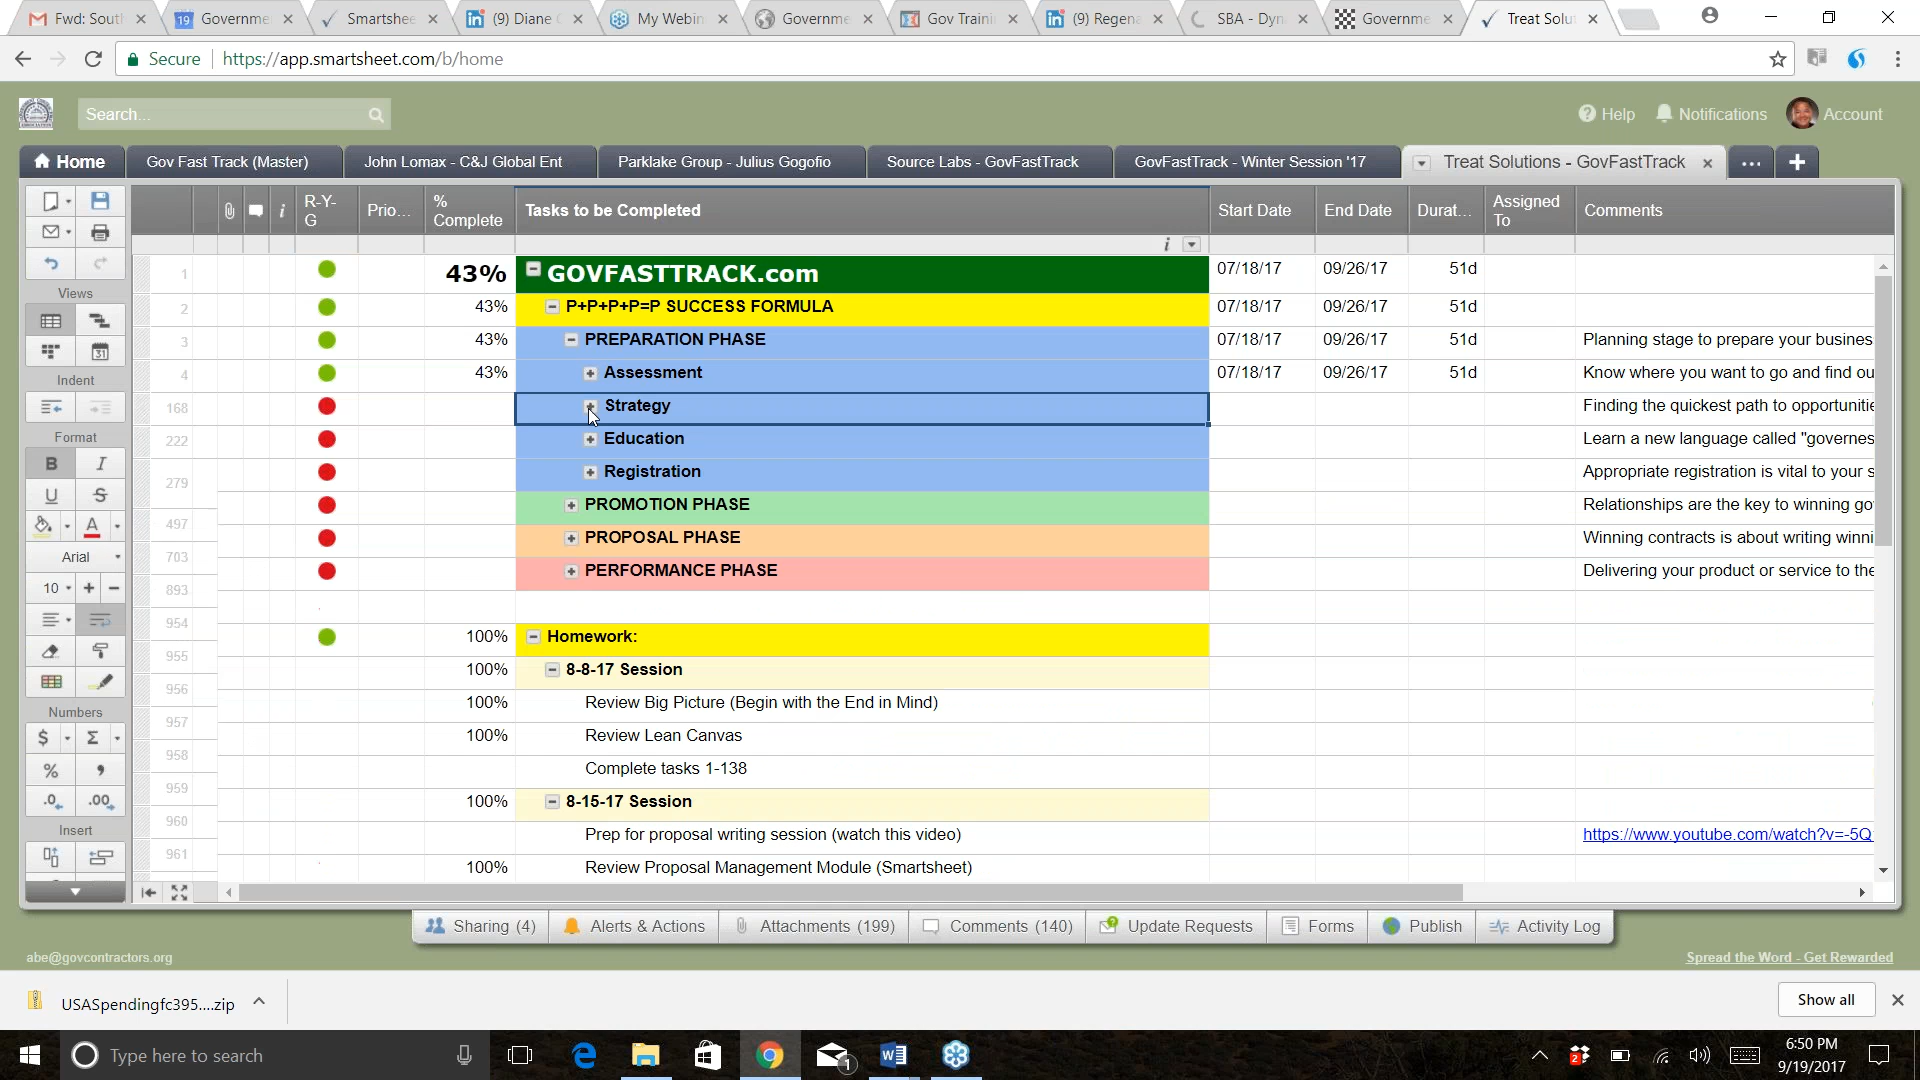 Fwd: Sout
19 Governme
Smartshee
(9) Diane
My Webin
Governme
Gov Traini
(9) Regena
SBA - Dyn
Governme
Treat Solut
Secure https://app.smartsheet.com/b/home
Search...
Help Notifications Account
Home Gov Fast Track (Master) John Lomax - C&J Global Ent Parklake Group - Julius Gogofio Source Labs - GovFastTrack GovFastTrack - Winter Session '17 Treat Solutions - GovFastTrack
R-Y-G Prio... % Complete Tasks to be Completed Start Date End Date Durat... Assigned To Comments
1 43% GOVFASTTRACK.com 07/18/17 09/26/17 51d
2 43% P+P+P+P=P SUCCESS FORMULA 07/18/17 09/26/17 51d
3 43% PREPARATION PHASE 07/18/17 09/26/17 51d Planning stage to prepare your busines
4 43% Assessment 07/18/17 09/26/17 51d Know where you want to go and find ou
168 Strategy Finding the quickest path to opportunitie
222 Education Learn a new language called "governes
279 Registration Appropriate registration is vital to your s
497 PROMOTION PHASE Relationships are the key to winning go
703 PROPOSAL PHASE Winning contracts is about writing winni
893 PERFORMANCE PHASE Delivering your product or service to the
954
955 100% Homework:
956 100% 8-8-17 Session
957 100% Review Big Picture (Begin with the End in Mind)
958 100% Review Lean Canvas
959 Complete tasks 1-138
960 100% 8-15-17 Session
961 Prep for proposal writing session (watch this video) https://www.youtube.com/watch?v=-5Q
100% Review Proposal Management Module (Smartsheet)
Views
31
Indent
Format
B I
U S
A
Arial
10 + −
Numbers
$ Σ
% ,
.0 .00
Insert
Sharing (4) Alerts & Actions Attachments (199) Comments (140) Update Requests Forms Publish Activity Log
abe@govcontractors.org
Spread the Word - Get Rewarded
USASpendingfc395....zip
Show all
Type here to search
1
2
6:50 PM
9/19/2017